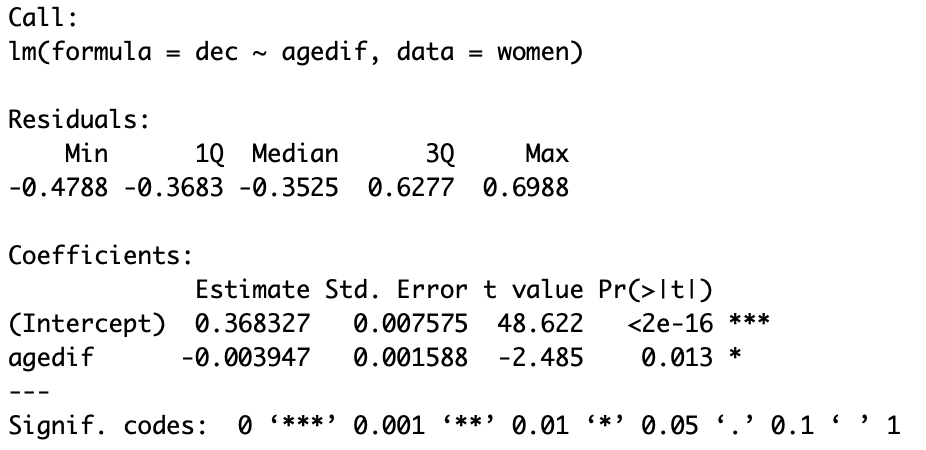 Call:
lm(formula = dec ~ agedif, data = women)
Residuals:
Min 1Q Median 3Q Max
-0.4788 -0.3683 -0.3525 0.6277 0.6988
Coefficients:
Estimate Std. Error t value Pr(>|t|)
(Intercept) 0.368327 0.007575 48.622 <2e-16 ***
agedif -0.003947 0.001588 -2.485 0.013 *
---
Signif. codes: 0 ‘***’ 0.001 ‘**’ 0.01 ‘*’ 0.05 ‘.’ 0.1 ‘ ’ 1